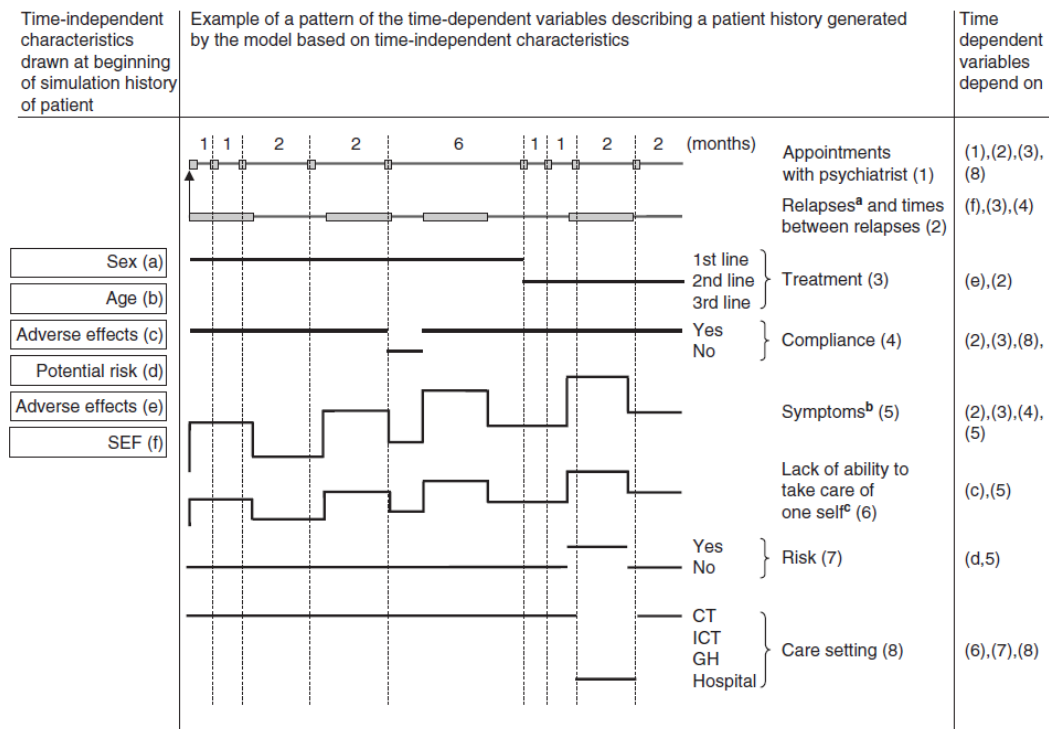 Time-independent
characteristics
drawn at beginning
of simulation history
of patient
Example of a pattern of the time-dependent variables describing a patient history generated
by the model based on time-independent characteristics
Time
dependent
variables
depend on
1 1 2 2 6 1 1 2 2 (months)
Appointments
with psychiatrist (1)
(1),(2),(3),
(8)
Relapsesa and times
between relapses (2)
(f),(3),(4)
Sex (a)
Age (b)
Adverse effects (c)
Potential risk (d)
Adverse effects (e)
SEF (f)
1st line
2nd line
3rd line
Treatment (3)
(e),(2)
Yes
No
Compliance (4)
(2),(3),(8),
Symptomsb (5)
(2),(3),(4),
(5)
Lack of ability to
take care of
one selfc (6)
(c),(5)
Yes
No
Risk (7)
(d,5)
CT
ICT
GH
Hospital
Care setting (8)
(6),(7),(8)